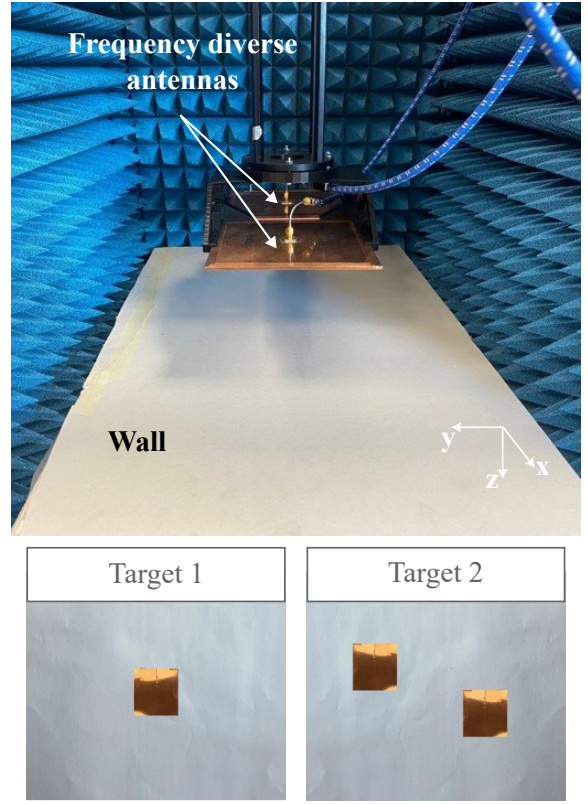 Frequency diverse
antennas
Wall
y
z
x
Target 1
Target 2